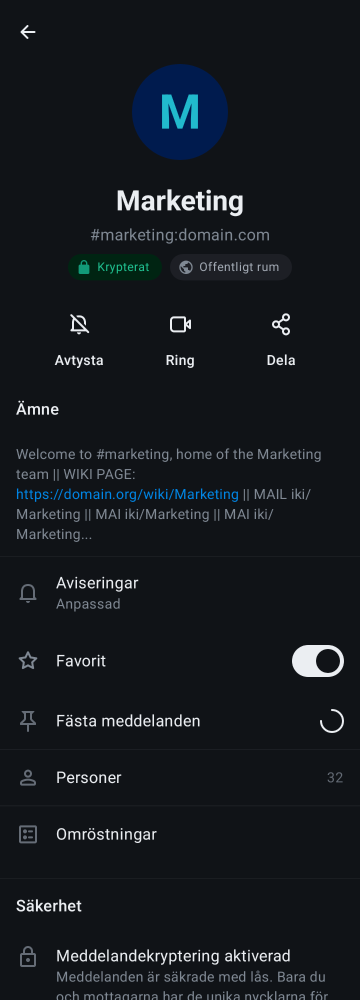 M
Marketing
#marketing:domain.com
Krypterat
Offentligt rum
Avtysta
Ring
Dela
Ämne
Welcome to #marketing, home of the Marketing
team || WIKI PAGE:
https://domain.org/wiki/Marketing || MAIL iki/
Marketing || MAI iki/Marketing || MAI iki/
Marketing...
Aviseringar
Anpassad
Favorit
Fästa meddelanden
Personer 32
Omröstningar
Säkerhet
Meddelandekryptering aktiverad
Meddelanden är säkrade med lås. Bara du
och mottagarna har de unika nycklarna för